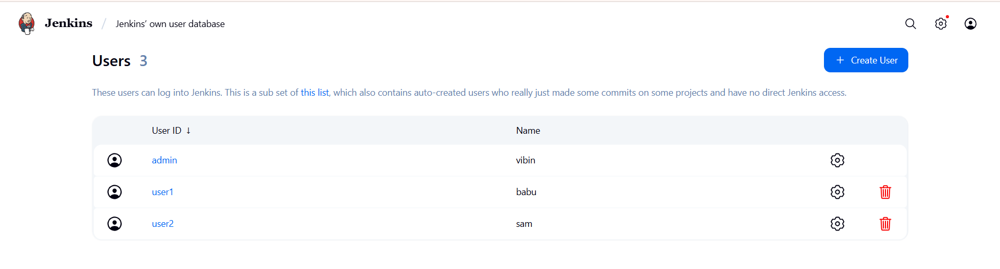 Jenkins / Jenkins’ own user database
Users 3
+ Create User
These users can log into Jenkins. This is a sub set of this list, which also contains auto-created users who really just made some commits on some projects and have no direct Jenkins access.
User ID ↓ Name
admin vibin
user1 babu
user2 sam